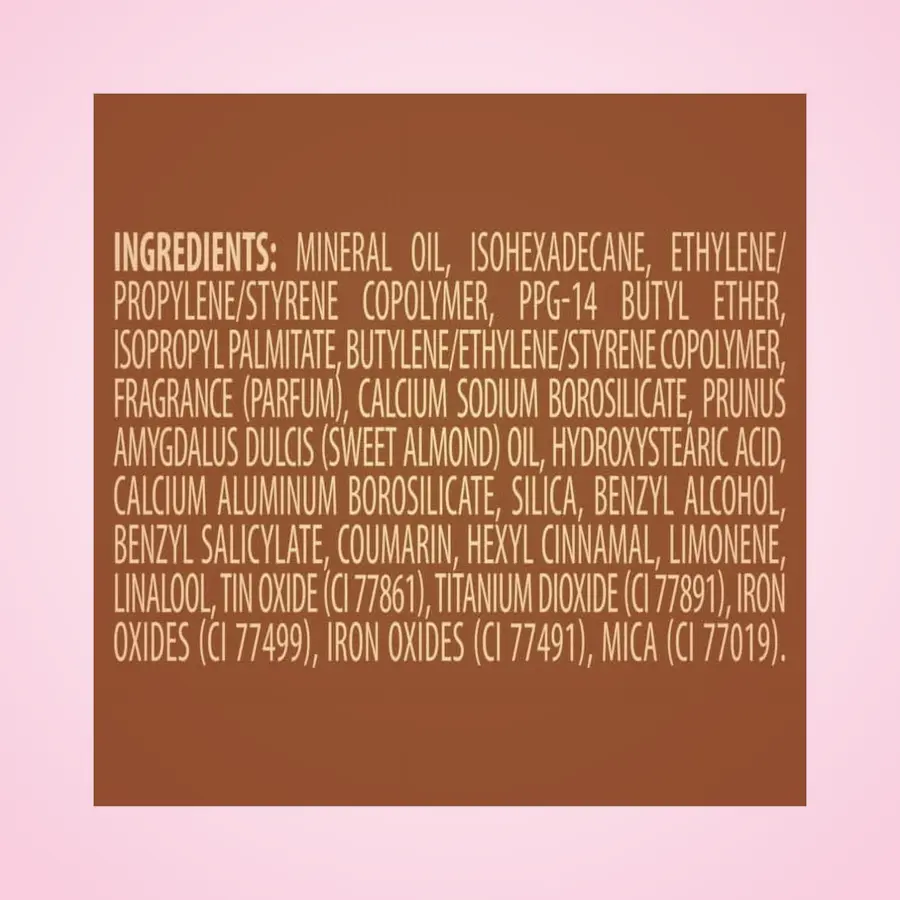 INGREDIENTS: MINERAL OIL, ISOHEXADECANE, ETHYLENE/
PROPYLENE/STYRENE COPOLYMER, PPG-14 BUTYL ETHER,
ISOPROPYL PALMITATE, BUTYLENE/ETHYLENE/STYRENE COPOLYMER,
FRAGRANCE (PARFUM), CALCIUM SODIUM BOROSILICATE, PRUNUS
AMYGDALUS DULCIS (SWEET ALMOND) OIL, HYDROXYSTEARIC ACID,
CALCIUM ALUMINUM BOROSILICATE, SILICA, BENZYL ALCOHOL,
BENZYL SALICYLATE, COUMARIN, HEXYL CINNAMAL, LIMONENE,
LINALOOL, TIN OXIDE (CI 77861), TITANIUM DIOXIDE (CI 77891), IRON
OXIDES (CI 77499), IRON OXIDES (CI 77491), MICA (CI 77019).